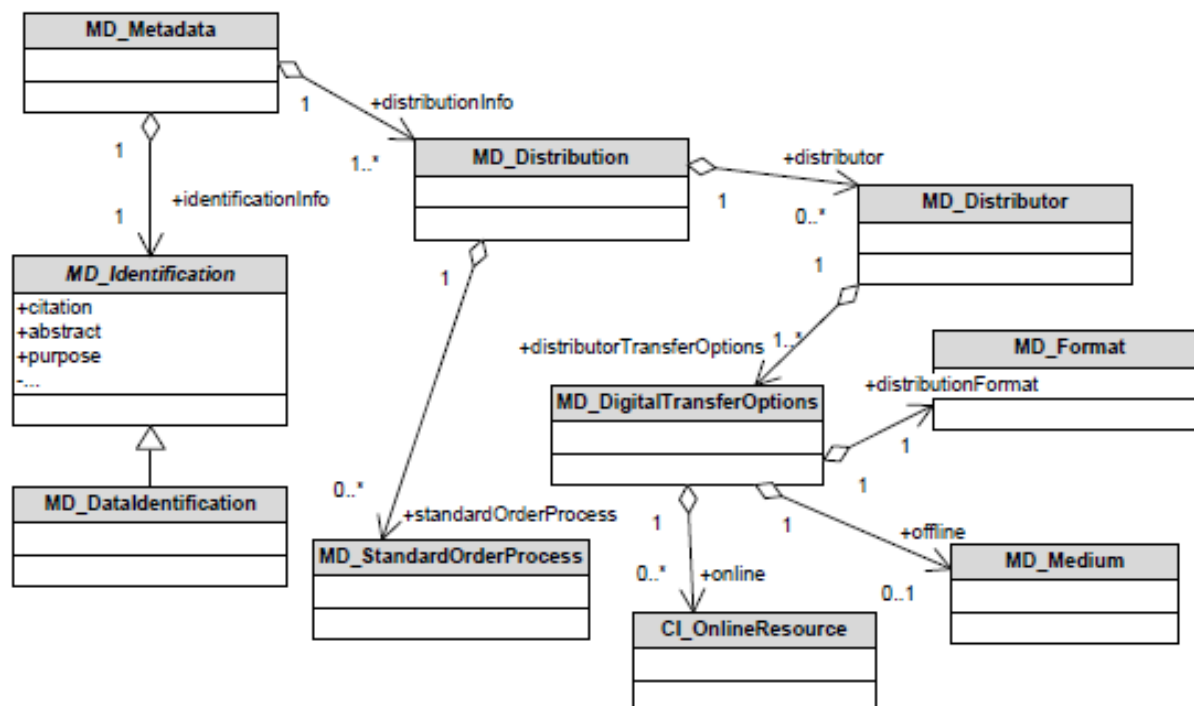 MD_Metadata
1
+distributionInfo
1
1..*
MD_Distribution
+distributor
1
0..*
MD_Distributor
+identificationInfo
1
MD_Identification
+citation
+abstract
+purpose
-...
1
1
+distributorTransferOptions
1..*
MD_Format
+distributionFormat
MD_DigitalTransferOptions
1
1
MD_DataIdentification
0..*
+standardOrderProcess
MD_StandardOrderProcess
1
1
+offline
0..*
+online
0..1
MD_Medium
CI_OnlineResource